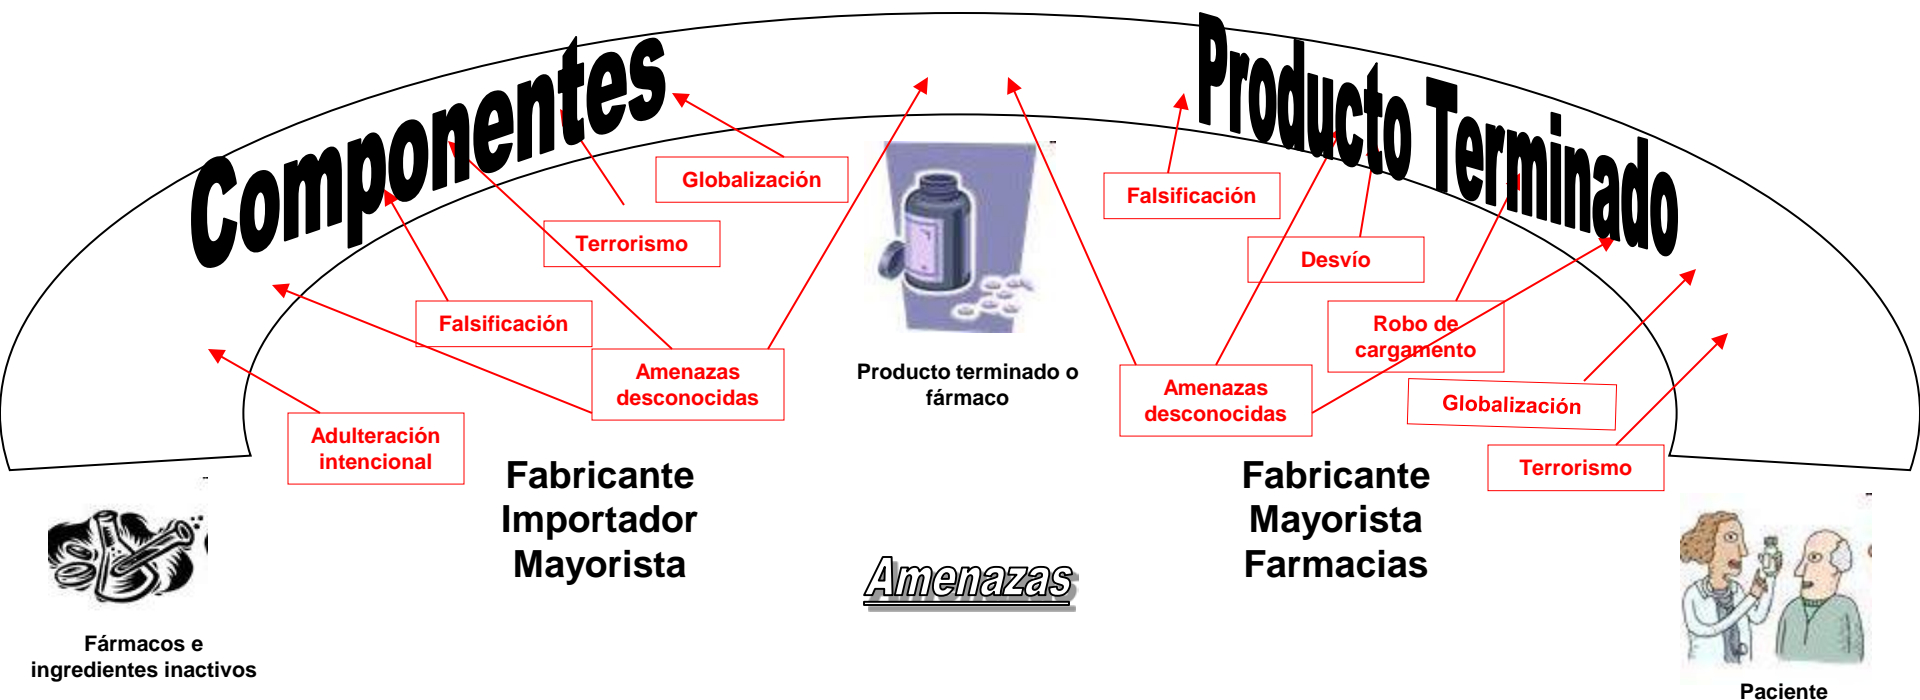 Componentes
Producto Terminado
Globalización
Terrorismo
Falsificación
Amenazas
desconocidas
Adulteración
intencional
Falsificación
Desvío
Robo de
cargamento
Amenazas
desconocidas
Globalización
Terrorismo
Producto terminado o
fármaco
Fabricante
Importador
Mayorista
Fabricante
Mayorista
Farmacias
Amenazas
Fármacos e
ingredientes inactivos
Paciente